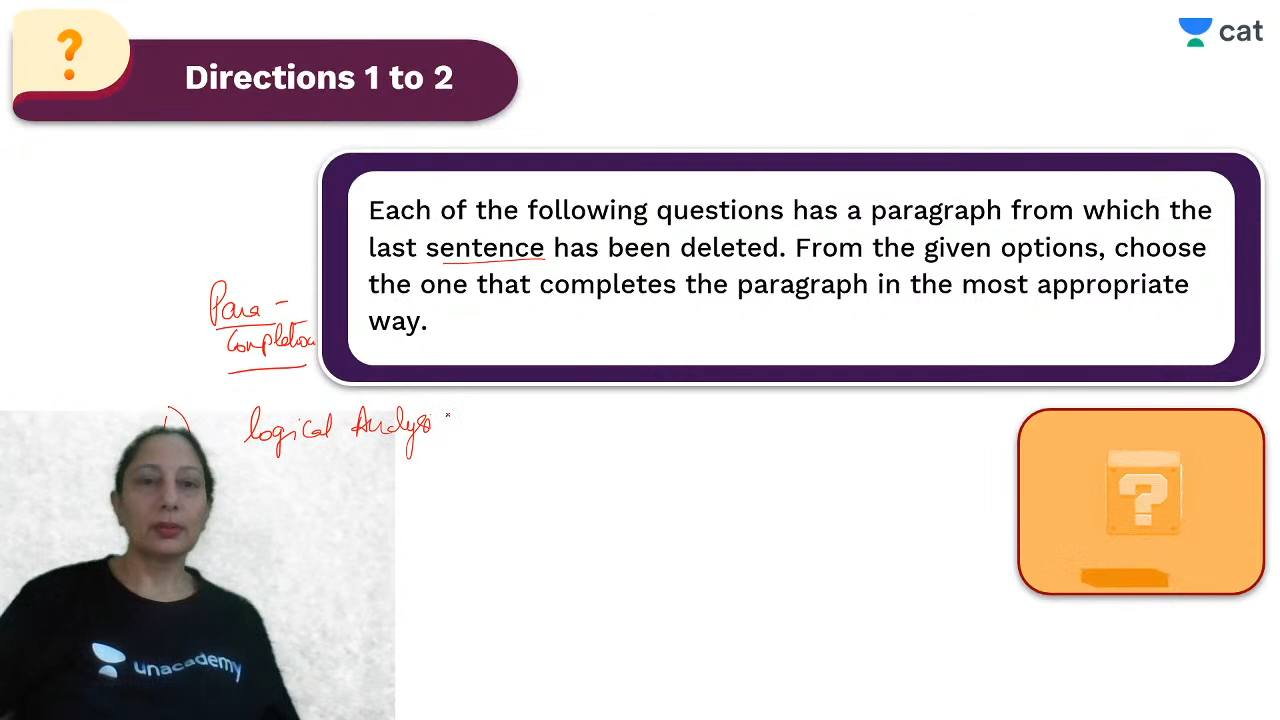 ?
cat
Directions 1 to 2
Each of the following questions has a paragraph from which the
last sentence has been deleted. From the given options, choose
the one that completes the paragraph in the most appropriate
way.
Para -
Completion
1) logical Analysis
?
unacademy